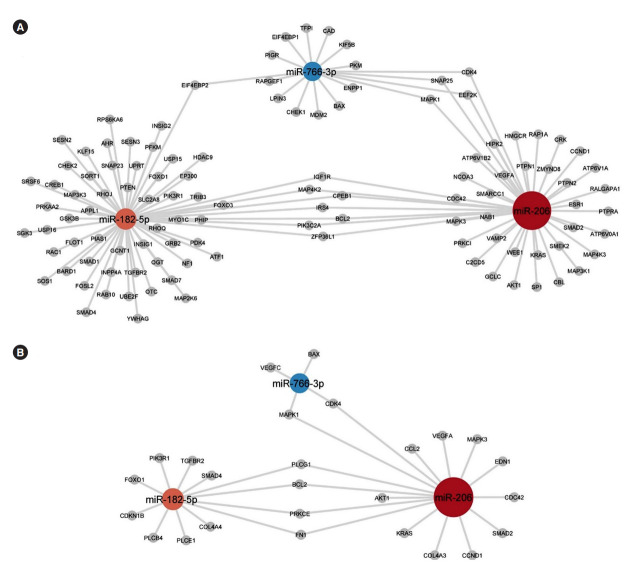 A
TFPI
CAD
EIF4EBP1
KIF5B
PIGR
PKM
miR-766-3p
CDK4
RAPGEF1
SNAP25
EIF4EBP2
ENPP1
EEF2K
LPIN3
BAX
MAPK1
CHEK1
MDM2
RPS6KA6
INSIG2
SESN2
AHR
SESN3
PFKM
HIPK2
HMGCR
RAP1A
CRK
KLF15
CCND1
CHEK2
SNAP23
UPRT
USP15
HDAC9
ATP6V1B2
PTPN1
ZMYND8
ATP6V1A
SORT1
FOXO1
EP300
IGF1R
VEGFA
NCOA3
PTPN2
RALGAPA1
SRSF6
CREB1
MAP3K3
PTEN
MAP2K4
SMARCC1
ESR1
RHOJ
SLC2A8
PIK3R1
TRIB3
CPEB1
CDC42
PRKAA2
APPL1
FOXO3
IRS4
NAB1
miR-206
PTPRA
GSK3B
miR-182-5p
MYO1C
PHIP
BCL2
MAPK3
SMAD2
ATP6V0A1
SGK3
USP16
RHOQ
PIK3C2A
FLOT1
PIAS1
GRB2
PDK4
ZFP36L1
PRKCI
VAMP2
SMEK2
RAC1
GCNT1
INSIG1
NF1
ATF1
C2CD5
WEE1
KRAS
MAP4K3
BARD1
SMAD1
OGT
MAP3K1
SOS1
INPP4A
TGFBR2
SMAD7
GCLC
CBL
FOSL2
OTC
AKT1
SP1
RAB10
UBE2F
MAP2K6
SMAD4
YWHAG
B
BAX
VEGFC
miR-766-3p
CDK4
MAPK1
VEGFA
MAPK3
CCL2
PIK3R1
TGFBR2
PLCG1
EDN1
FOXO1
SMAD4
BCL2
miR-182-5p
AKT1
miR-206
CDC42
CDKN1B
COL4A4
PRKCE
KRAS
SMAD2
PLCB4
PLCE1
FN1
COL4A3
CCND1